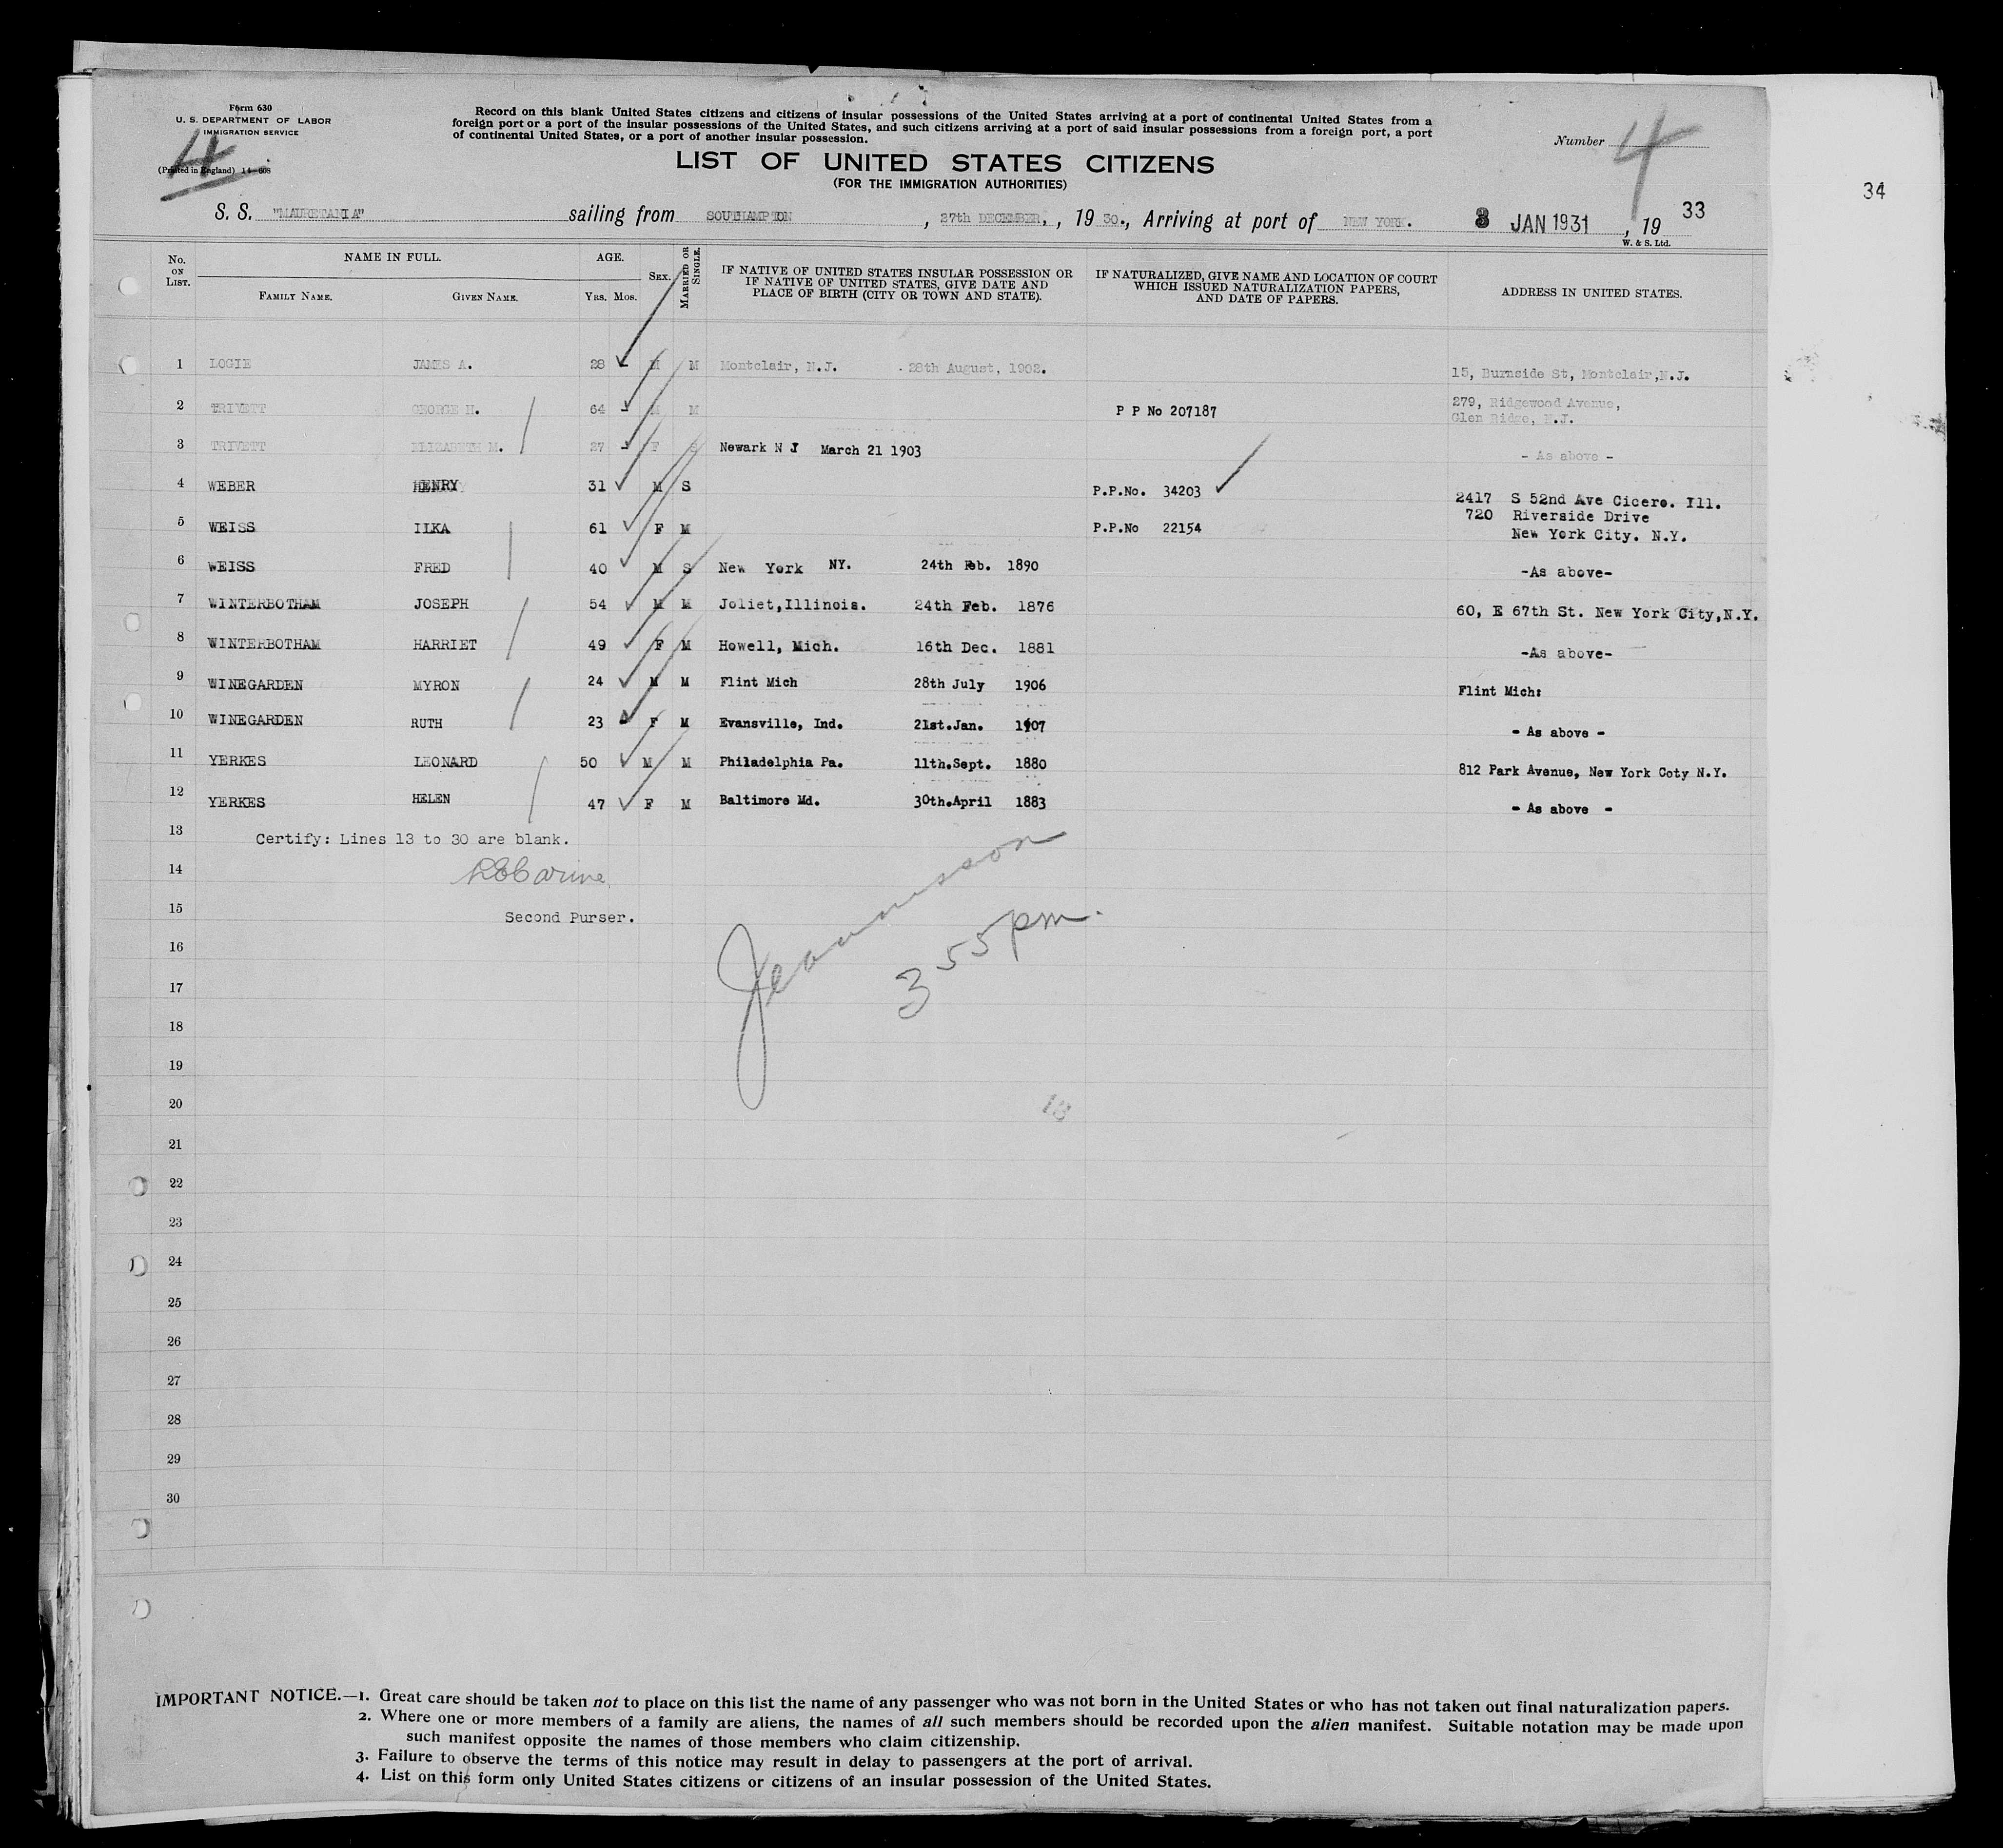 Form 630
U. S. DEPARTMENT OF LABOR
IMMIGRATION SERVICE
4
(Printed in England) 14-608
Record on this blank United States citizens and citizens of insular possessions of the United States arriving at a port of continental United States from a
foreign port or a port of the insular possessions of the United States, and such citizens arriving at a port of said insular possessions from a foreign port, a port
of continental United States, or a port of another insular possession.
Number 4
LIST OF UNITED STATES CITIZENS
(FOR THE IMMIGRATION AUTHORITIES)
34
S. S. "MAURETANIA" sailing from SOUTHAMPTON , 27th DECEMBER, , 19 30., Arriving at port of NEW YORK. 3 JAN 1931 , 19 33
W. & S. Ltd.
No. ON LIST. NAME IN FULL. FAMILY NAME. GIVEN NAME. AGE. YRS. MOS. SEX. MARRIED OR SINGLE. IF NATIVE OF UNITED STATES INSULAR POSSESSION OR IF NATIVE OF UNITED STATES, GIVE DATE AND PLACE OF BIRTH (CITY OR TOWN AND STATE). IF NATURALIZED, GIVE NAME AND LOCATION OF COURT WHICH ISSUED NATURALIZATION PAPERS, AND DATE OF PAPERS. ADDRESS IN UNITED STATES.
1 LOGIE JAMES A. 28 M M Montclair, N.J. - 28th August, 1902. 15, Burnside St, Montclair,N.J.
2 TRIVETT GEORGE H. 64 M M P P No 207187 279, Ridgewood Avenue,
Glen Ridge, N.J.
3 TRIVETT ELIZABETH M. 27 F S Newark N J March 21 1903 - As above -
4 WEBER HENRY 31 M S P.P.No. 34203 2417 S 52nd Ave Cicero. Ill.
5 WEISS ILKA 61 F M P.P.No 22154 720 Riverside Drive
New York City. N.Y.
6 WEISS FRED 40 M S New York NY. 24th Feb. 1890 -As above-
7 WINTERBOTHAM JOSEPH 54 M M Joliet,Illinois. 24th Feb. 1876 60, E 67th St. New York City,N.Y.
8 WINTERBOTHAM HARRIET 49 F M Howell, Mich. 16th Dec. 1881 -As above-
9 WINEGARDEN MYRON 24 M M Flint Mich 28th July 1906 Flint Mich:
10 WINEGARDEN RUTH 23 F M Evansville, Ind. 21st.Jan. 1907 - As above -
11 YERKES LEONARD 50 M M Philadelphia Pa. 11th.Sept. 1880 812 Park Avenue, New York Coty N.Y.
12 YERKES HELEN 47 F M Baltimore Md. 30th.April 1883 - As above -
13 Certify: Lines 13 to 30 are blank.
14
15 Second Purser.
16
3 55 pm.
17
18
19
20
13
21
22
23
24
25
26
27
28
29
30
IMPORTANT NOTICE.—1. Great care should be taken not to place on this list the name of any passenger who was not born in the United States or who has not taken out final naturalization papers.
2. Where one or more members of a family are aliens, the names of all such members should be recorded upon the alien manifest. Suitable notation may be made upon
such manifest opposite the names of those members who claim citizenship.
3. Failure to observe the terms of this notice may result in delay to passengers at the port of arrival.
4. List on this form only United States citizens or citizens of an insular possession of the United States.